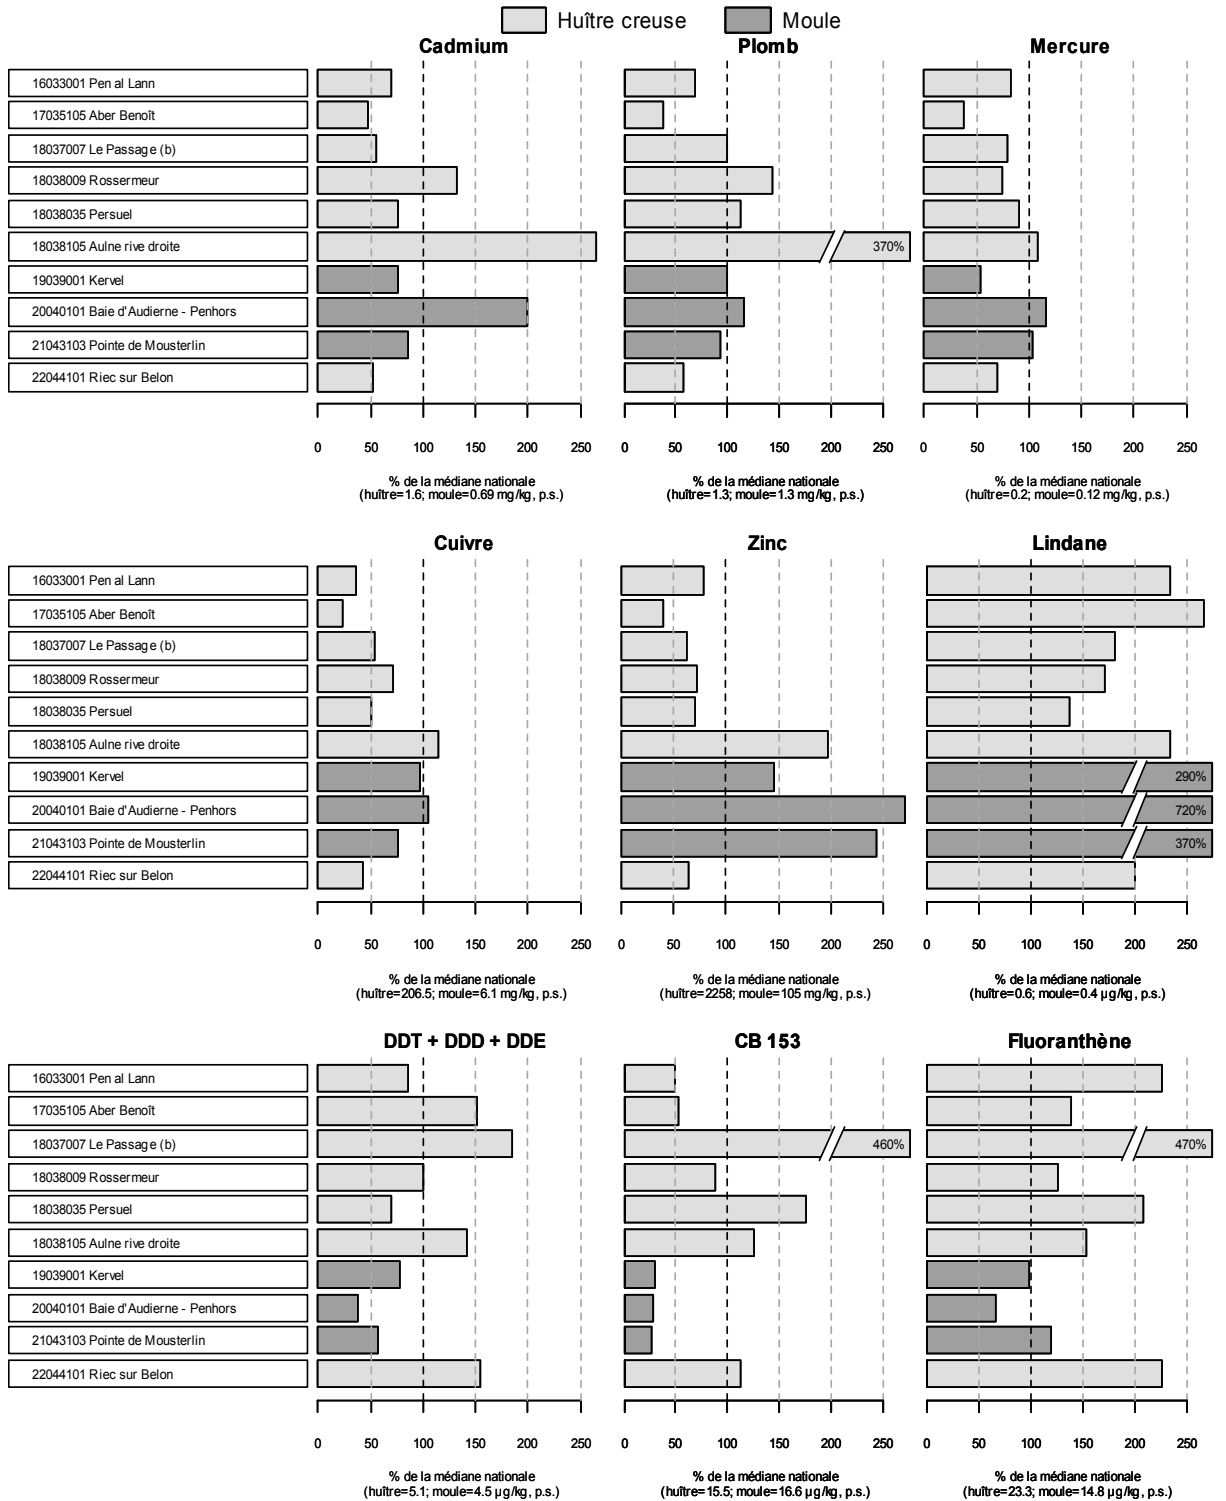 Huître creuse Moule
Cadmium Plomb Mercure
16033001 Pen al Lann
17035105 Aber Benoît
18037007 Le Passage (b)
18038009 Rossermeur
18038035 Persuel
18038105 Aulne rive droite 370%
19039001 Kervel
20040101 Baie d'Audierne - Penhors
21043103 Pointe de Mousterlin
22044101 Riec sur Belon
0 50 100 150 200 250 0 50 100 150 200 250 0 50 100 150 200 250
% de la médiane nationale % de la médiane nationale % de la médiane nationale
(huître=1.6; moule=0.69 mg/kg, p.s.) (huître=1.3; moule=1.3 mg/kg, p.s.) (huître=0.2; moule=0.12 mg/kg, p.s.)
Cuivre Zinc Lindane
16033001 Pen al Lann
17035105 Aber Benoît
18037007 Le Passage (b)
18038009 Rossermeur
18038035 Persuel
18038105 Aulne rive droite
19039001 Kervel 290%
20040101 Baie d'Audierne - Penhors 720%
21043103 Pointe de Mousterlin 370%
22044101 Riec sur Belon
0 50 100 150 200 250 0 50 100 150 200 250 0 50 100 150 200 250
% de la médiane nationale % de la médiane nationale % de la médiane nationale
(huître=206.5; moule=6.1 mg/kg, p.s.) (huître=2258; moule=105 mg/kg, p.s.) (huître=0.6; moule=0.4 µg/kg, p.s.)
DDT + DDD + DDE CB 153 Fluoranthène
16033001 Pen al Lann
17035105 Aber Benoît
18037007 Le Passage (b) 460% 470%
18038009 Rossermeur
18038035 Persuel
18038105 Aulne rive droite
19039001 Kervel
20040101 Baie d'Audierne - Penhors
21043103 Pointe de Mousterlin
22044101 Riec sur Belon
0 50 100 150 200 250 0 50 100 150 200 250 0 50 100 150 200 250
% de la médiane nationale % de la médiane nationale % de la médiane nationale
(huître=5.1; moule=4.5 µg/kg, p.s.) (huître=15.5; moule=16.6 µg/kg, p.s.) (huître=23.3; moule=14.8 µg/kg, p.s.)